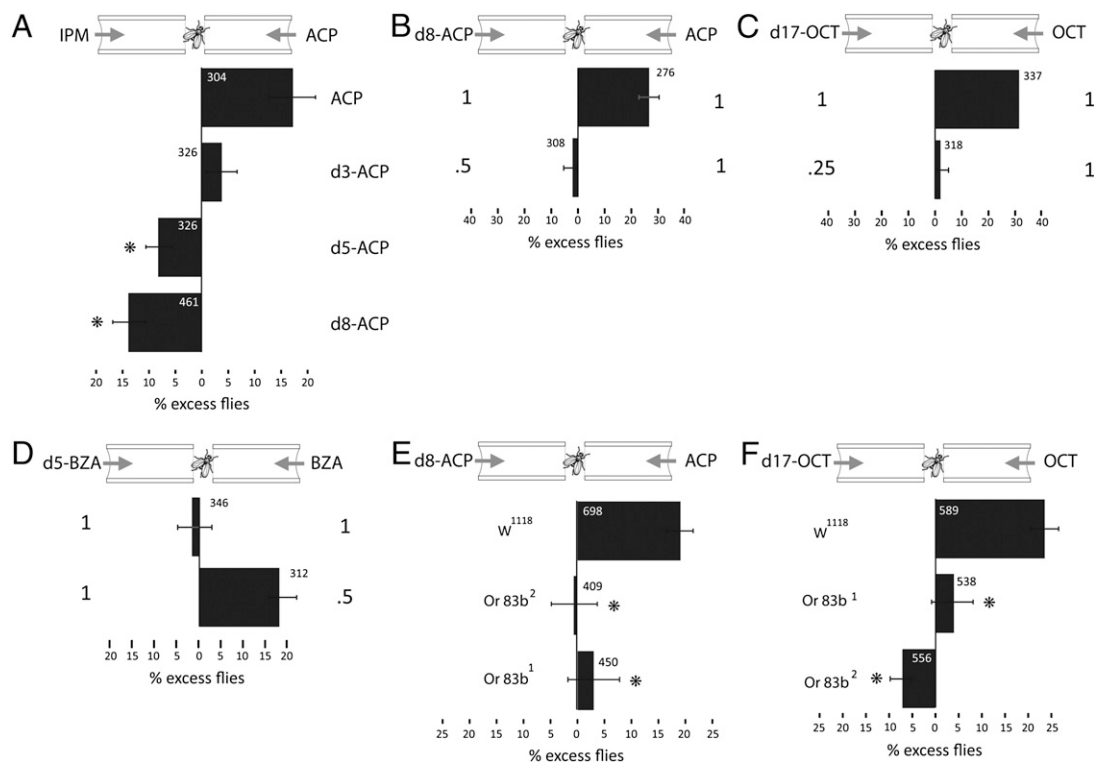 A
IPM
ACP
304
ACP
326
d3-ACP
326
*
d5-ACP
461
*
d8-ACP
20 15 10 5 0 5 10 15 20
% excess flies
B
d8-ACP
ACP
276
1
1
308
.5
1
40 30 20 10 0 10 20 30 40
% excess flies
C
d17-OCT
OCT
337
1
1
318
.25
1
40 30 20 10 0 10 20 30 40
% excess flies
D
d5-BZA
BZA
346
1
1
312
1
.5
20 15 10 5 0 5 10 15 20
% excess flies
E
d8-ACP
ACP
W1118
698
Or 83b2
409
*
Or 83b1
450
*
25 20 15 10 5 0 5 10 15 20 25
% excess flies
F
d17-OCT
OCT
W1118
589
Or 83b1
538
*
Or 83b2
556
*
25 20 15 10 5 0 5 10 15 20 25
% excess flies